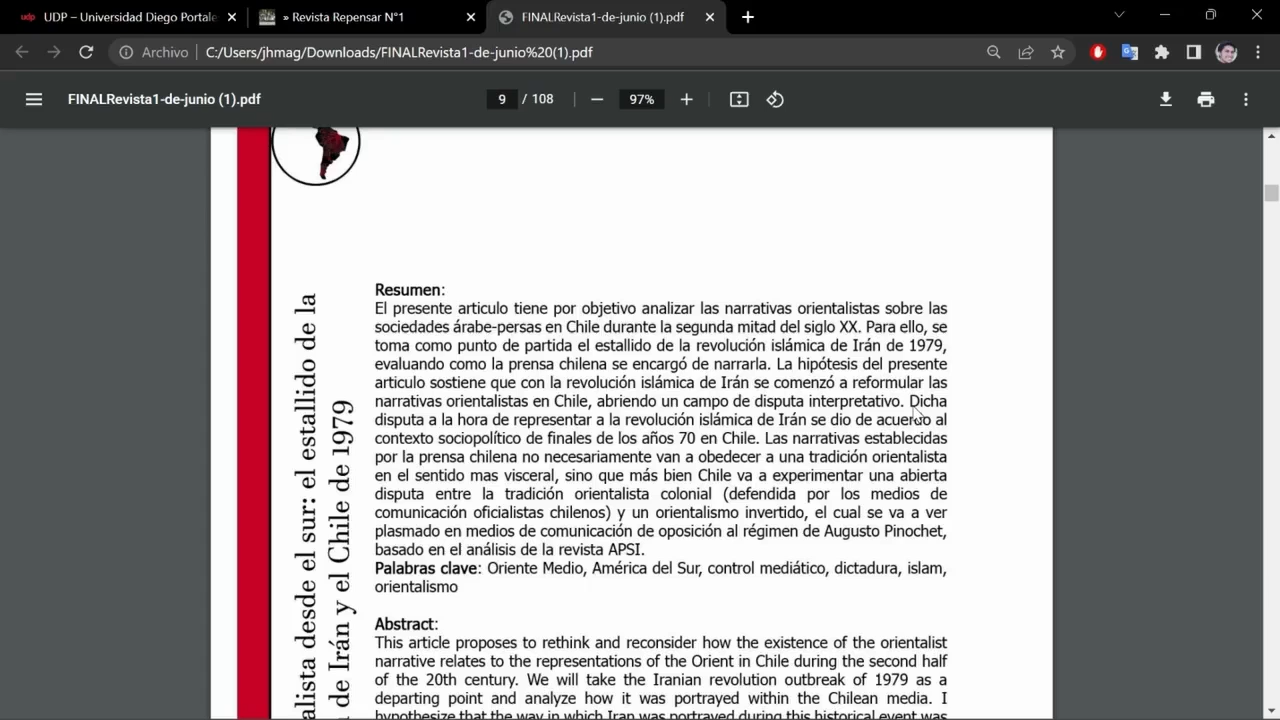 UDP – Universidad Diego Portale
» Revista Repensar N°1
FINALRevista1-de-junio (1).pdf
Archivo
C:/Users/jhmag/Downloads/FINALRevista1-de-junio%20(1).pdf
FINALRevista1-de-junio (1).pdf
9 / 108
97%
alista desde el sur: el estallido de la
de Irán y el Chile de 1979
Resumen:
El presente articulo tiene por objetivo analizar las narrativas orientalistas sobre las
sociedades árabe-persas en Chile durante la segunda mitad del siglo XX. Para ello, se
toma como punto de partida el estallido de la revolución islámica de Irán de 1979,
evaluando como la prensa chilena se encargó de narrarla. La hipótesis del presente
articulo sostiene que con la revolución islámica de Irán se comenzó a reformular las
narrativas orientalistas en Chile, abriendo un campo de disputa interpretativo. Dicha
disputa a la hora de representar a la revolución islámica de Irán se dio de acuerdo al
contexto sociopolítico de finales de los años 70 en Chile. Las narrativas establecidas
por la prensa chilena no necesariamente van a obedecer a una tradición orientalista
en el sentido mas visceral, sino que más bien Chile va a experimentar una abierta
disputa entre la tradición orientalista colonial (defendida por los medios de
comunicación oficialistas chilenos) y un orientalismo invertido, el cual se va a ver
plasmado en medios de comunicación de oposición al régimen de Augusto Pinochet,
basado en el análisis de la revista APSI.
Palabras clave: Oriente Medio, América del Sur, control mediático, dictadura, islam,
orientalismo
Abstract:
This article proposes to rethink and reconsider how the existence of the orientalist
narrative relates to the representations of the Orient in Chile during the second half
of the 20th century. We will take the Iranian revolution outbreak of 1979 as a
departing point and analyze how it was portrayed within the Chilean media. I
hypothesize that the way in which Iran was portrayed during this historical event was